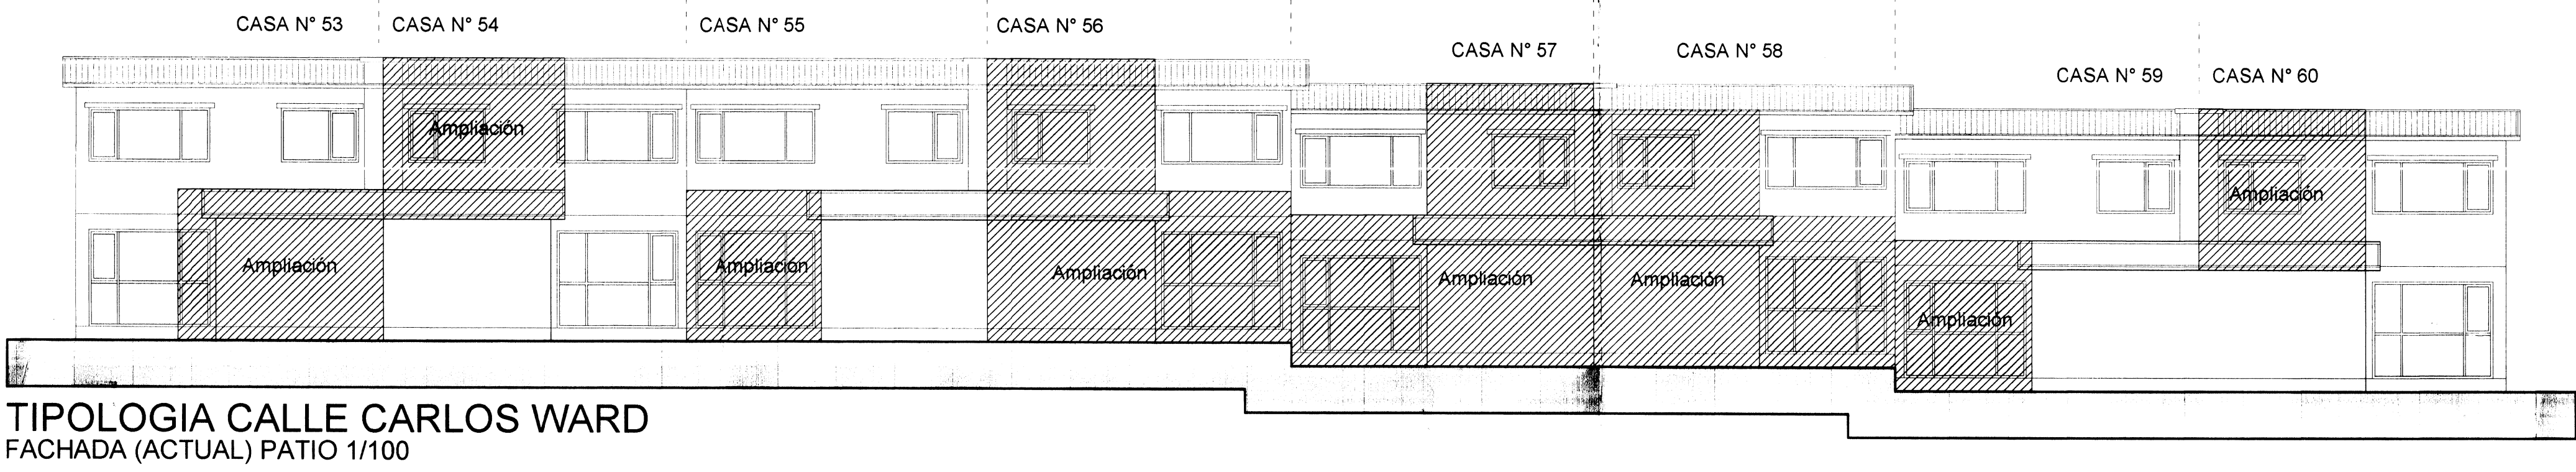 CASA N° 53
CASA N° 54
CASA N° 55
CASA N° 56
CASA N° 57
CASA N° 58
CASA N° 59
CASA N° 60
Ampliación
Ampliación
Ampliación
Ampliación
Ampliación
Ampliación
Ampliación
Ampliación
TIPOLOGIA CALLE CARLOS WARD
FACHADA (ACTUAL) PATIO 1/100